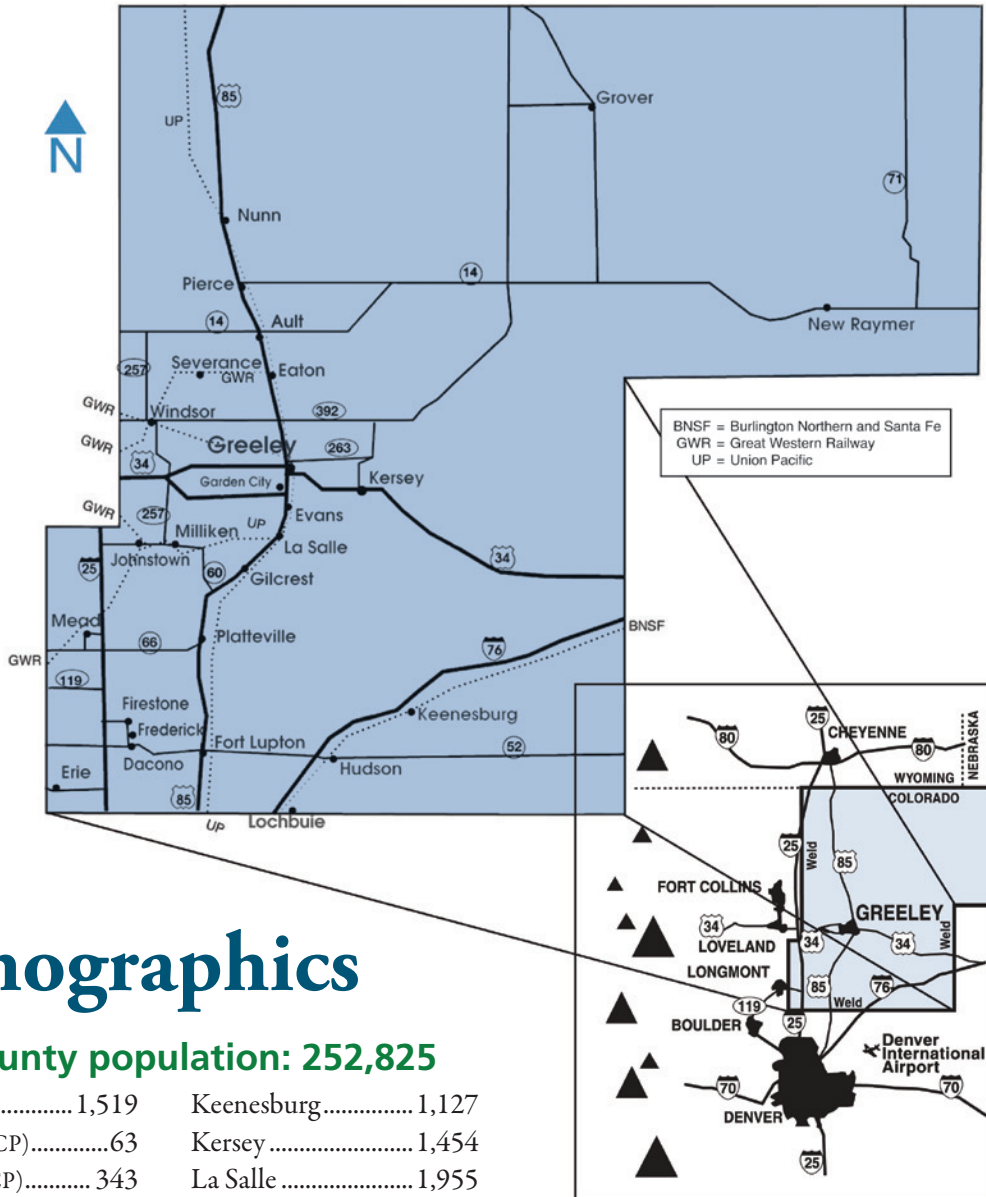 85
Grover
UP
N
71
Nunn
Pierce
14
14
Ault
New Raymer
257
Severance
GWR
Eaton
GWR
Windsor
392
BNSF = Burlington Northern and Santa Fe
GWR = Great Western Railway
UP = Union Pacific
GWR
Greeley
263
34
Garden City
Kersey
GWR
257
Evans
UP
Milliken
La Salle
34
Johnstown
25
60
Gilcrest
Mead
BNSF
66
Platteville
76
GWR
119
Firestone
Keenesburg
Frederick
Fort Lupton
52
Dacono
Hudson
Erie
85
UP
Lochbuie
25
CHEYENNE
80
80
NEBRASKA
WYOMING
COLORADO
25
Weld
85
FORT COLLINS
GREELEY
34
34
34
Weld
LOVELAND
LONGMONT
85
76
119
Weld
BOULDER
25
Denver
International
Airport
70
70
DENVER
25
nographics
unty population: 252,825
1,519
CP).............63
CP)........... 343
Keenesburg............... 1,127
Kersey ........................ 1,454
La Salle ...................... 1,955